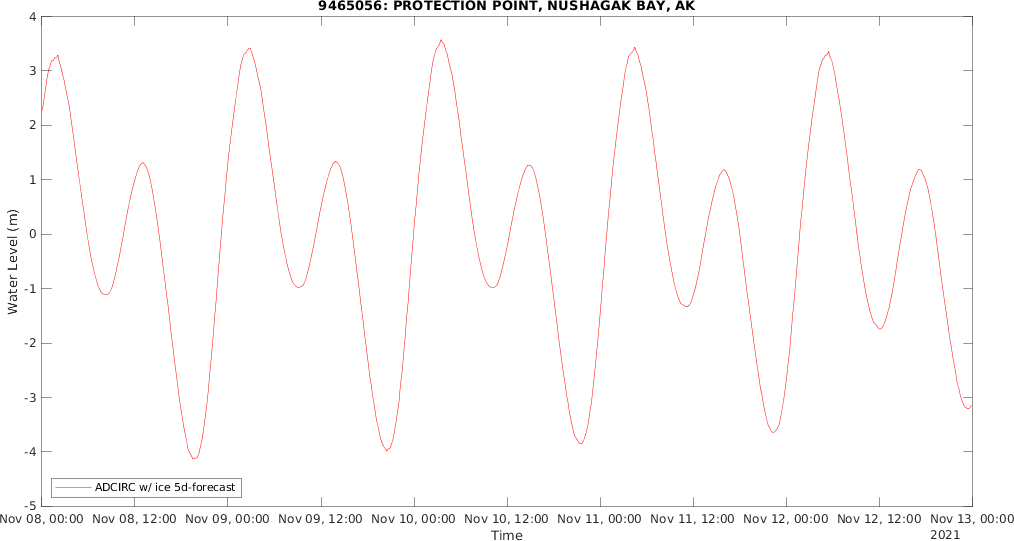 9465056: PROTECTION POINT, NUSHAGAK BAY, AK
4
3
2
1
0
-1
-2
-3
-4
-5
Water Level (m)
ADCIRC w/ ice 5d-forecast
Nov 08, 00:00 Nov 08, 12:00 Nov 09, 00:00 Nov 09, 12:00 Nov 10, 00:00 Nov 10, 12:00 Nov 11, 00:00 Nov 11, 12:00 Nov 12, 00:00 Nov 12, 12:00 Nov 13, 00:00
Time
2021